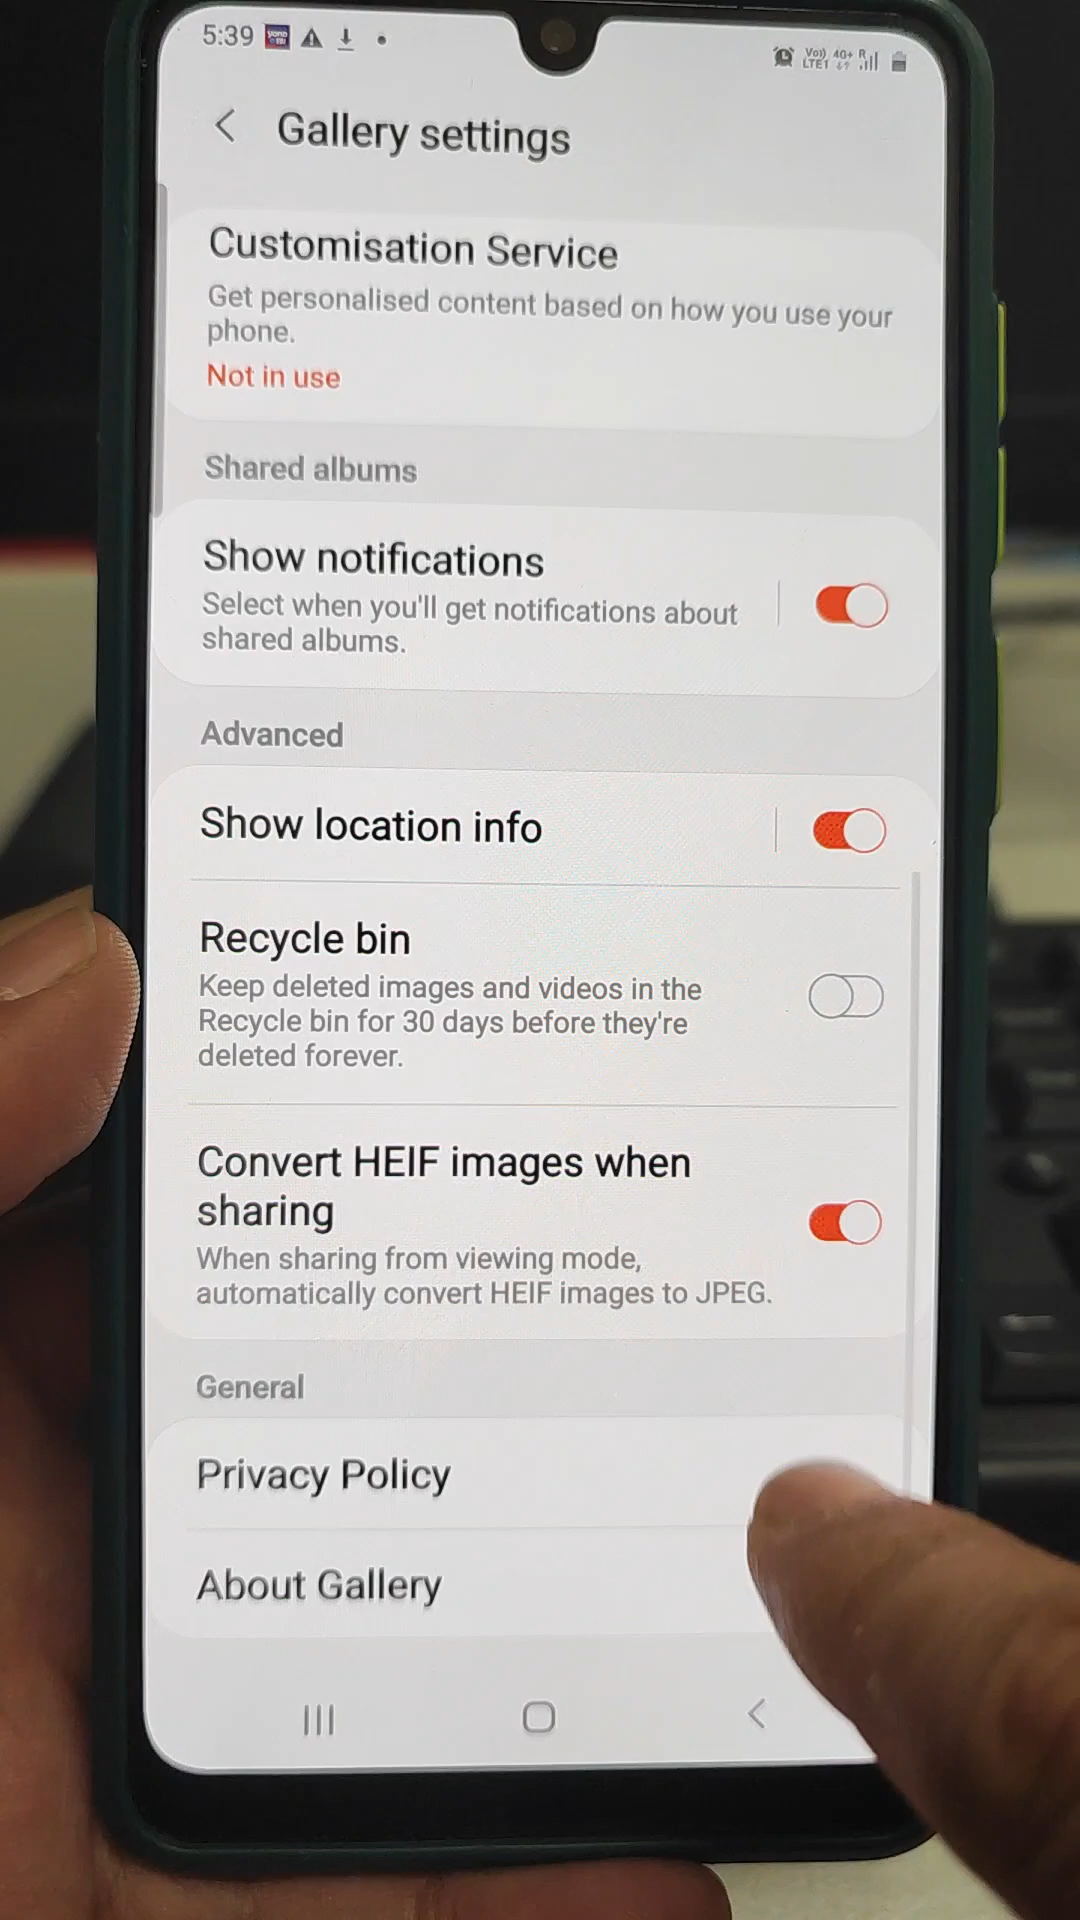 5:39
Vo)) 4G+ R
LTE1
Gallery settings
Customisation Service
Get personalised content based on how you use your
phone.
Not in use
Shared albums
Show notifications
Select when you'll get notifications about
shared albums.
Advanced
Show location info
Recycle bin
Keep deleted images and videos in the
Recycle bin for 30 days before they're
deleted forever.
Convert HEIF images when
sharing
When sharing from viewing mode,
automatically convert HEIF images to JPEG.
General
Privacy Policy
About Gallery